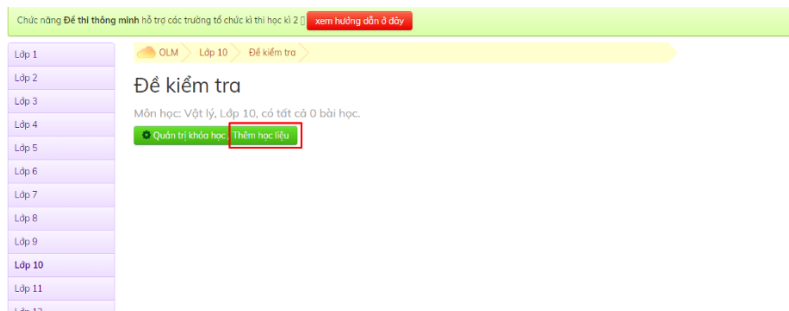 Chức năng Đề thi thông minh hỗ trợ các trường tổ chức kì thi học kì 2 xem hướng dẫn ở đây
Lớp 1
Lớp 2
Lớp 3
Lớp 4
Lớp 5
Lớp 6
Lớp 7
Lớp 8
Lớp 9
Lớp 10
Lớp 11
Lớp 12
OLM Lớp 10 Đề kiểm tra
Đề kiểm tra
Môn học: Vật lý, Lớp 10, có tất cả 0 bài học.
Quản trị khóa học Thêm học liệu